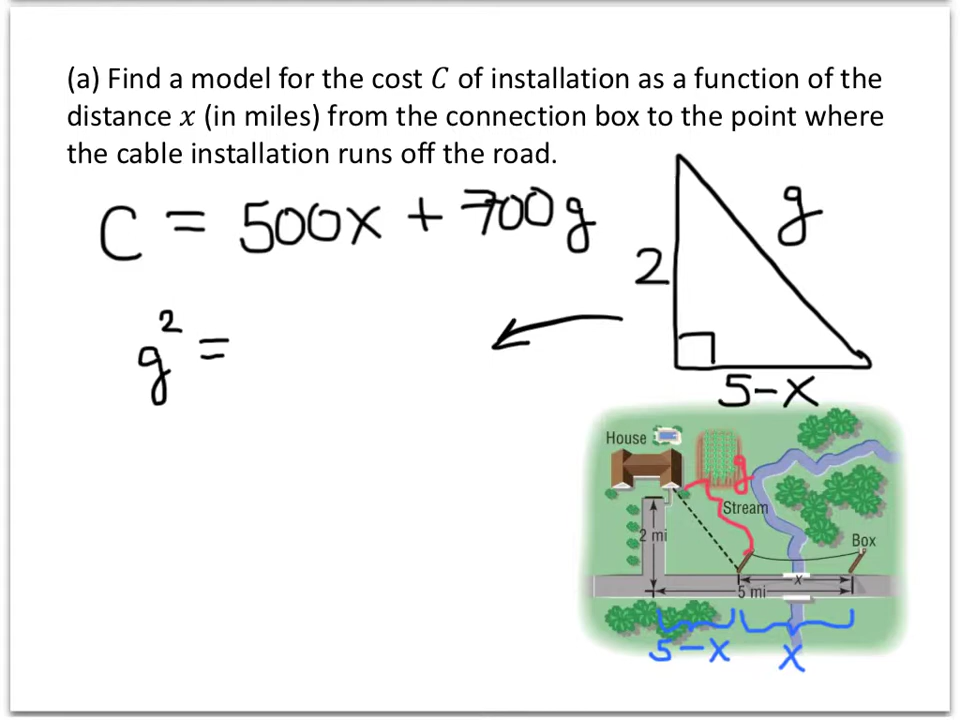 (a) Find a model for the cost C of installation as a function of the
distance x (in miles) from the connection box to the point where
the cable installation runs off the road.
C = 500x + 700g
g
2
g² =
5-x
House
g
Stream
2 mi
Box
x
5 mi
5-x
x